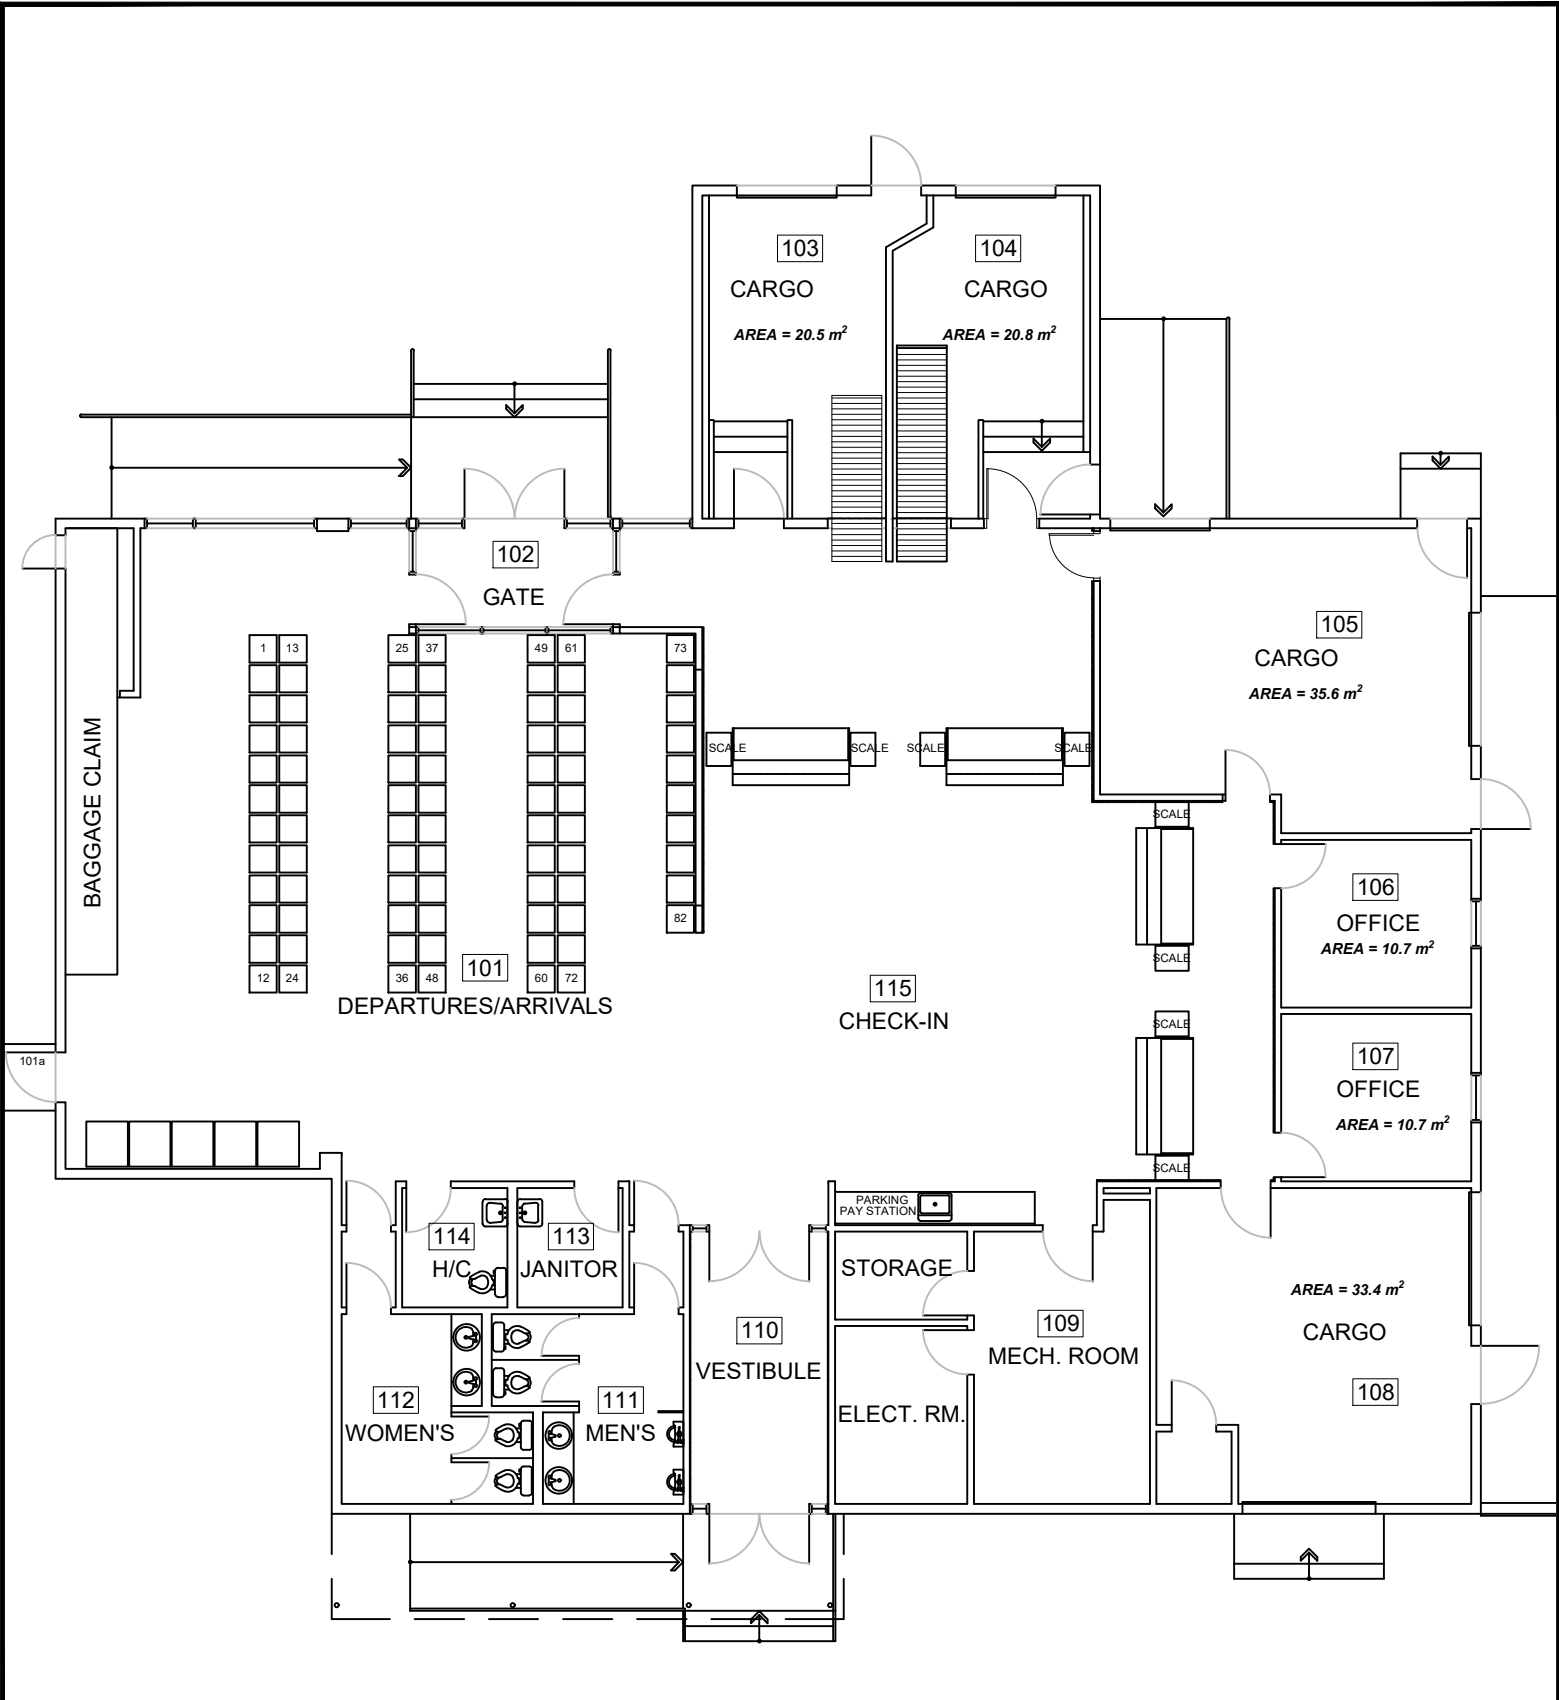 103
104
CARGO
CARGO
AREA = 20.5 m²
AREA = 20.8 m²
102
GATE
105
CARGO
AREA = 35.6 m²
1 13
25 37
49 61
73
SCALE
SCALE
SCALE
SCALE
BAGGAGE CLAIM
SCALE
106
OFFICE
AREA = 10.7 m²
82
SCALE
12 24
36 48
60 72
101
DEPARTURES/ARRIVALS
115
CHECK-IN
SCALE
101a
107
OFFICE
AREA = 10.7 m²
SCALE
PARKING
PAY STATION
114
H/C
113
JANITOR
STORAGE
AREA = 33.4 m²
CARGO
108
110
VESTIBULE
109
MECH. ROOM
112
WOMEN'S
111
MEN'S
ELECT. RM.